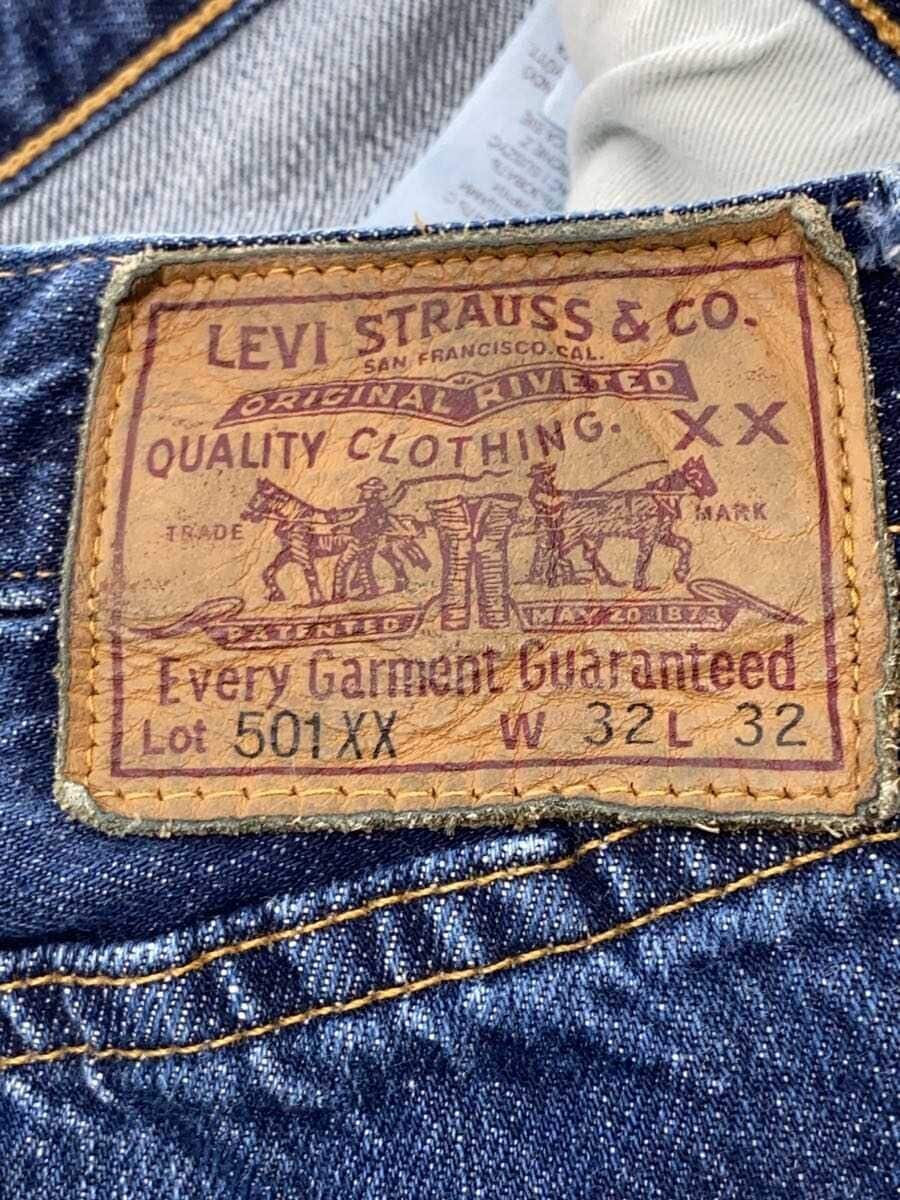 LEVI STRAUSS & CO.
SAN FRANCISCO.CAL.
ORIGINAL RIVETED
QUALITY CLOTHING. XX
TRADE MARK
PATENTED MAY 20 1873
Every Garment Guaranteed
Lot 501XX W 32 L 32